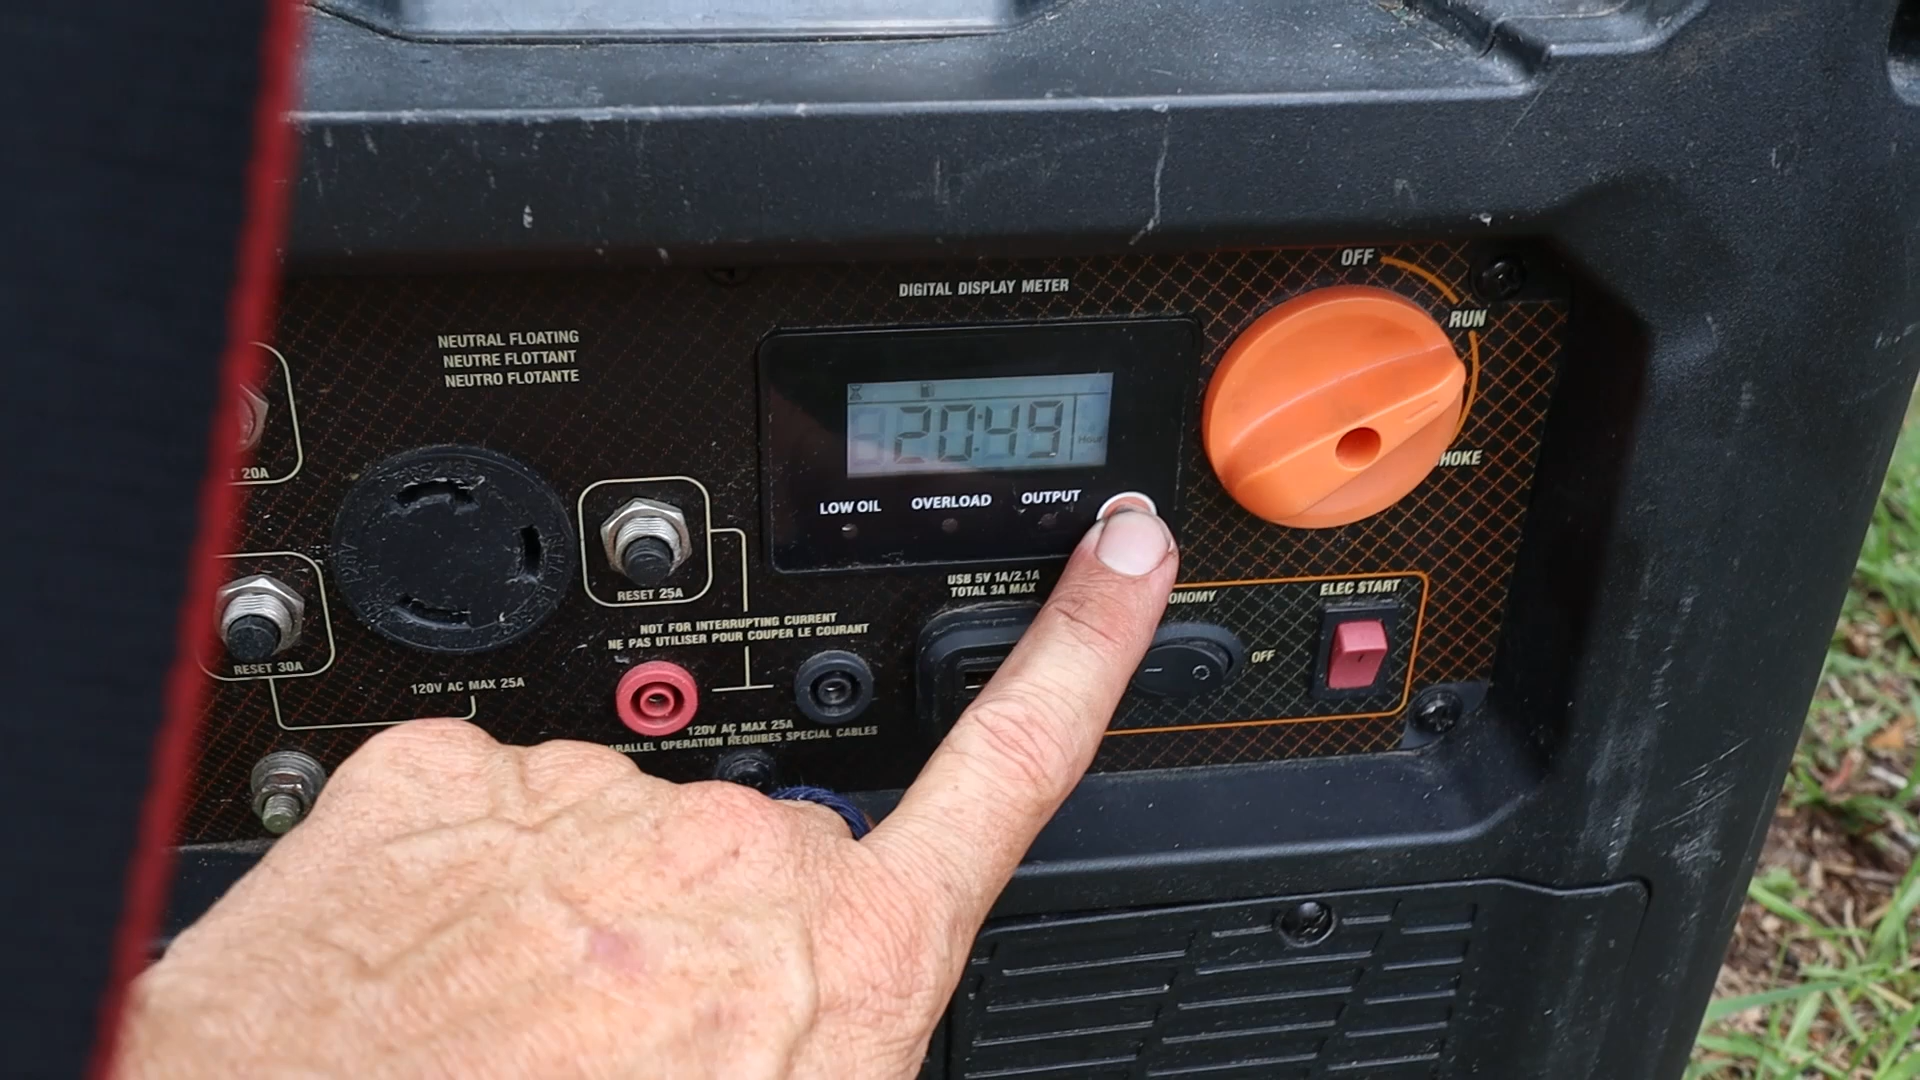 OFF
DIGITAL DISPLAY METER
RUN
NEUTRAL FLOATING
NEUTRE FLOTTANT
NEUTRO FLOTANTE
20:49
Hour
HOKE
20A
LOW OIL OVERLOAD OUTPUT
RESET 25A
USB 5V 1A/2.1A
TOTAL 3A MAX
ONOMY
ELEC START
NOT FOR INTERRUPTING CURRENT
NE PAS UTILISER POUR COUPER LE COURANT
OFF
RESET 30A
120V AC MAX 25A
120V AC MAX 25A
ARALLEL OPERATION REQUIRES SPECIAL CABLES